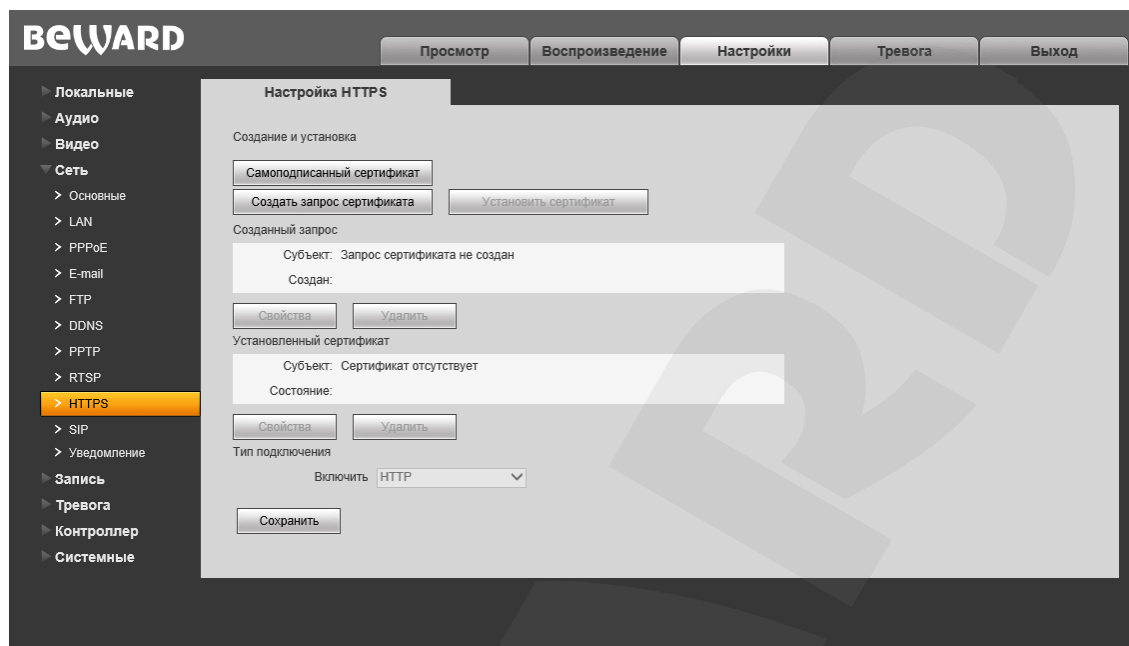 BEWARD
Просмотр Воспроизведение Настройки Тревога Выход
Локальные
Аудио
Видео
Сеть
> Основные
> LAN
> PPPoE
> E-mail
> FTP
> DDNS
> PPTP
> RTSP
> HTTPS
> SIP
> Уведомление
Запись
Тревога
Контроллер
Системные
Настройка HTTPS
Создание и установка
Самоподписанный сертификат
Создать запрос сертификата Установить сертификат
Созданный запрос
Субъект: Запрос сертификата не создан
Создан:
Свойства Удалить
Установленный сертификат
Субъект: Сертификат отсутствует
Состояние:
Свойства Удалить
Тип подключения
Включить HTTP
Сохранить